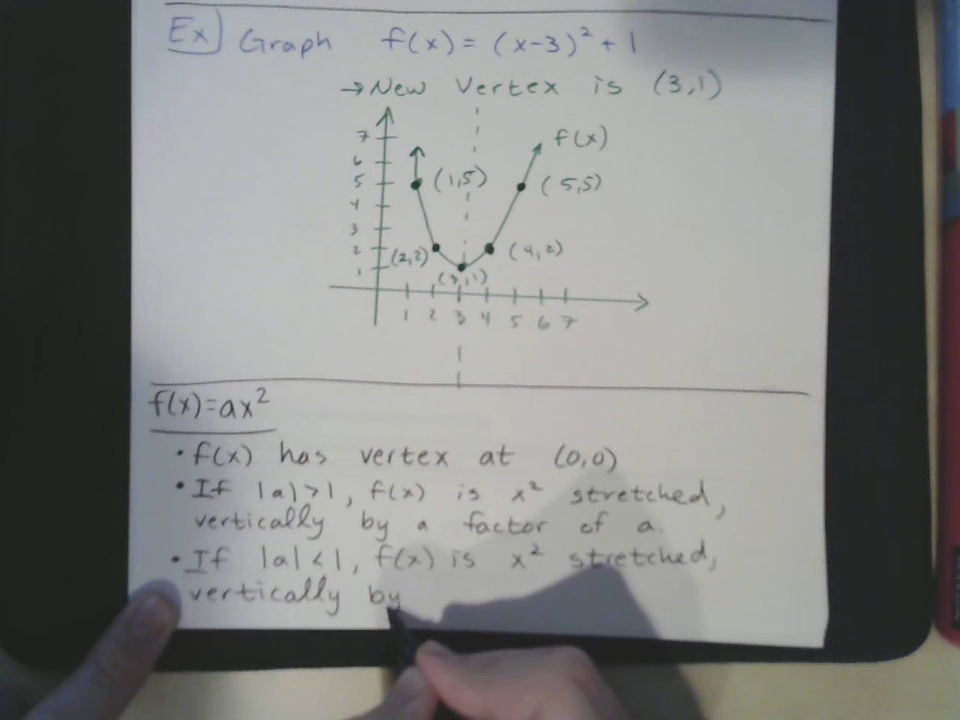 Ex Graph f(x) = (x-3)² + 1
→ New Vertex is (3,1)
7
6
5
4
3
2
1
f(x)
(1,5)
(5,5)
(2,2)
(4,2)
(3,1)
1 2 3 4 5 6 7
f(x)=ax²
• f(x) has vertex at (0,0)
• If |a|>1, f(x) is x² stretched,
vertically by a factor of a.
• If |a|<1, f(x) is x² stretched,
vertically by